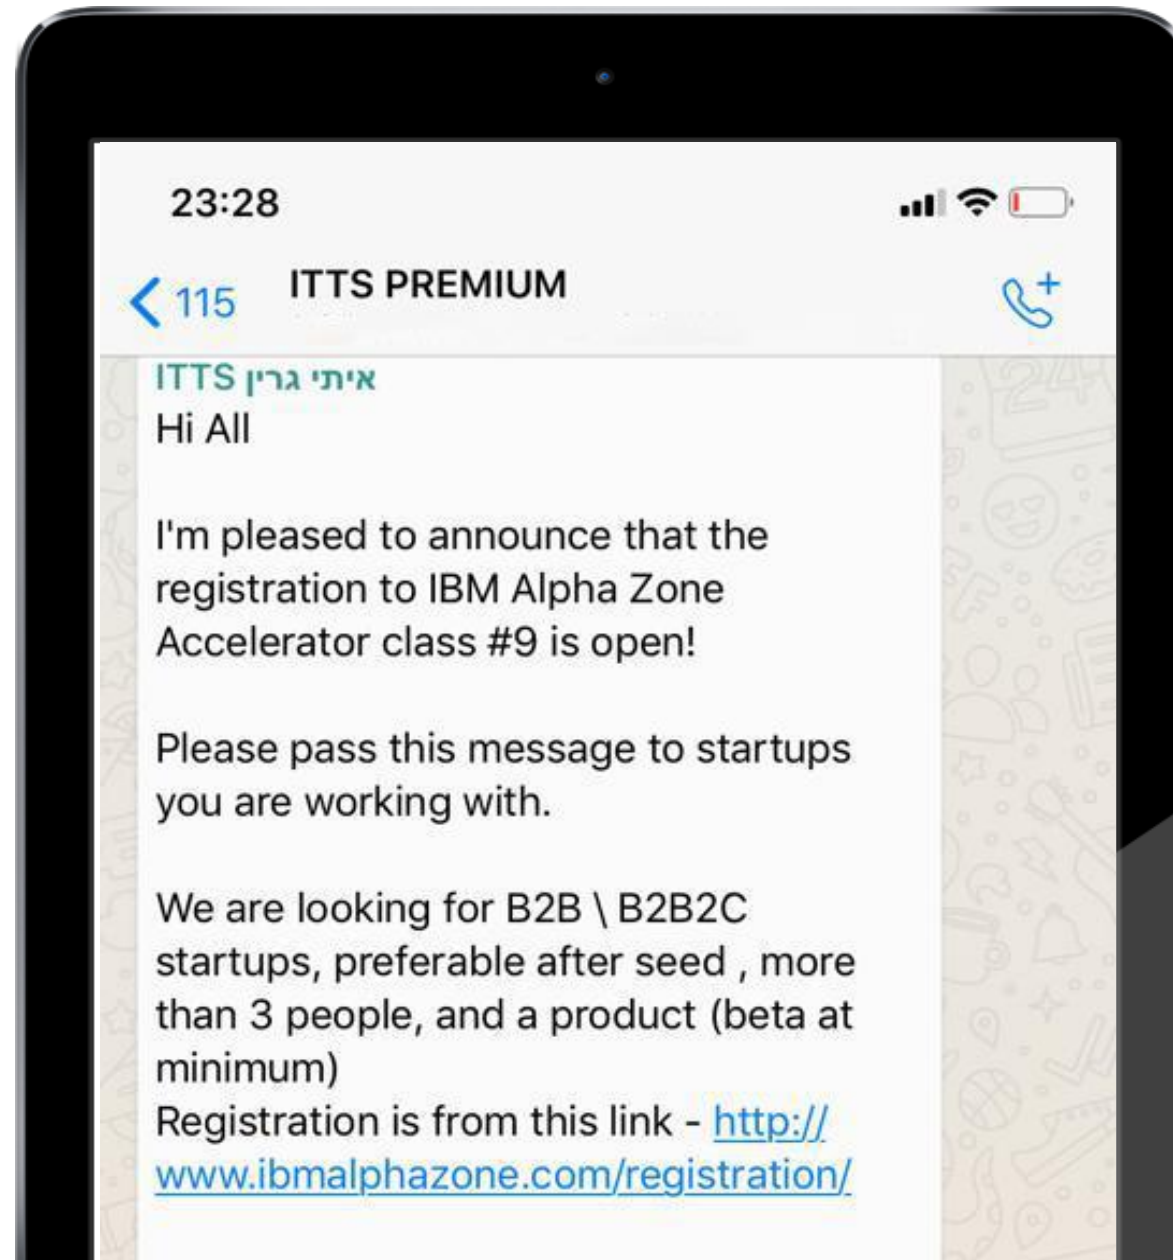 23:28
115
ITTS PREMIUM
איתי גרין ITTS
Hi All
I'm pleased to announce that the
registration to IBM Alpha Zone
Accelerator class #9 is open!
Please pass this message to startups
you are working with.
We are looking for B2B \ B2B2C
startups, preferable after seed , more
than 3 people, and a product (beta at
minimum)
Registration is from this link - http://
www.ibmalphazone.com/registration/